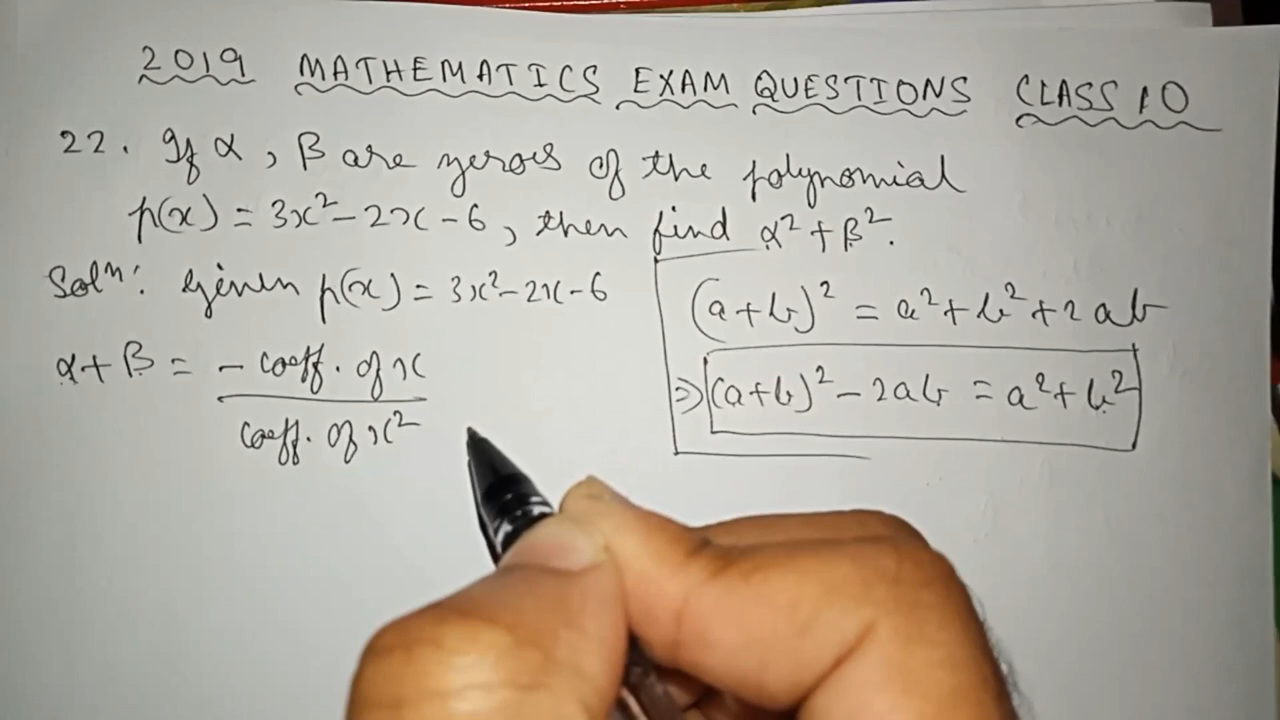 2019 MATHEMATICS EXAM QUESTIONS CLASS 10
22. If α, β are zeroes of the polynomial
p(x) = 3x² - 2x - 6, then find α² + β².
Solⁿ: Given p(x) = 3x² - 2x - 6
(a+b)² = a² + b² + 2ab
⇒ (a+b)² - 2ab = a² + b²
α + β = - coeff. of x
coeff. of x²